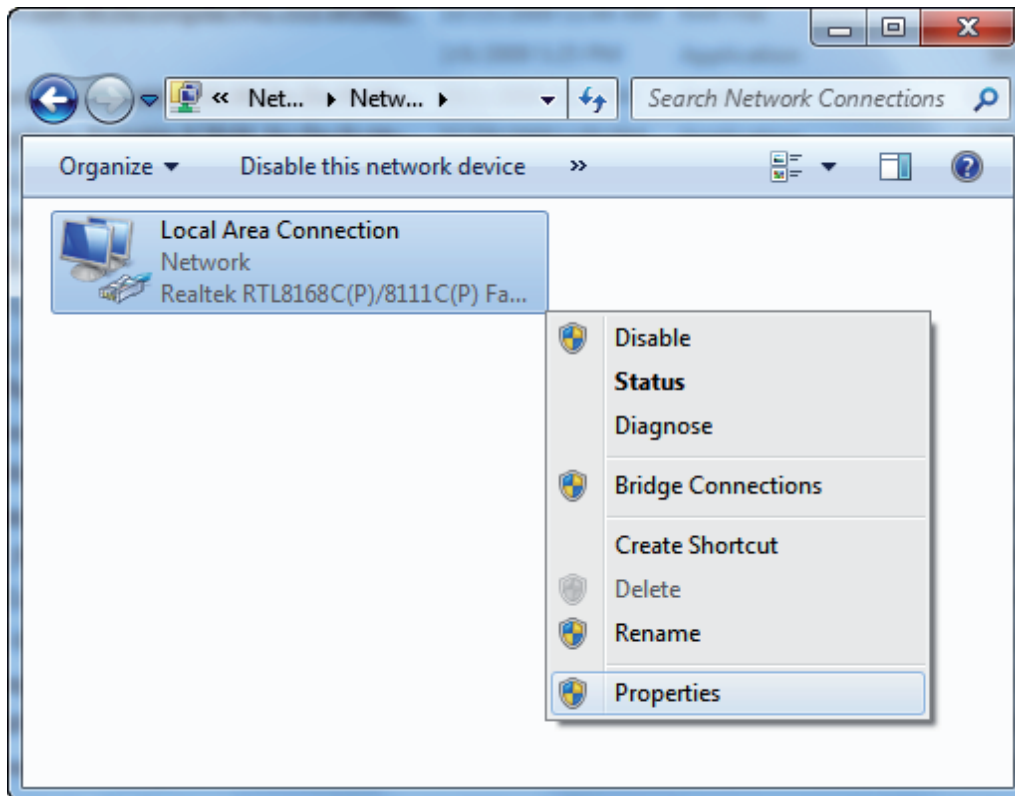 « Net... Netw...
Search Network Connections
Organize Disable this network device »
Local Area Connection
Network
Realtek RTL8168C(P)/8111C(P) Fa...
Disable
Status
Diagnose
Bridge Connections
Create Shortcut
Delete
Rename
Properties